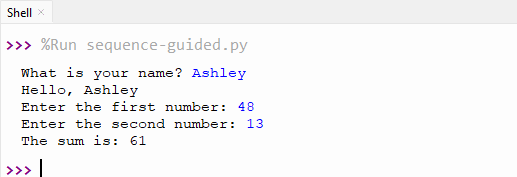 Shell ×
>>> %Run sequence-guided.py
What is your name? Ashley
Hello, Ashley
Enter the first number: 48
Enter the second number: 13
The sum is: 61
>>>